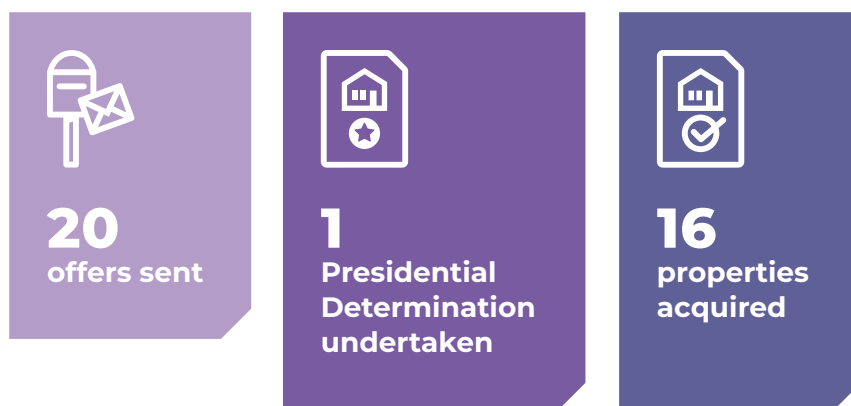 20
offers sent
1
Presidential
Determination
undertaken
16
properties
acquired